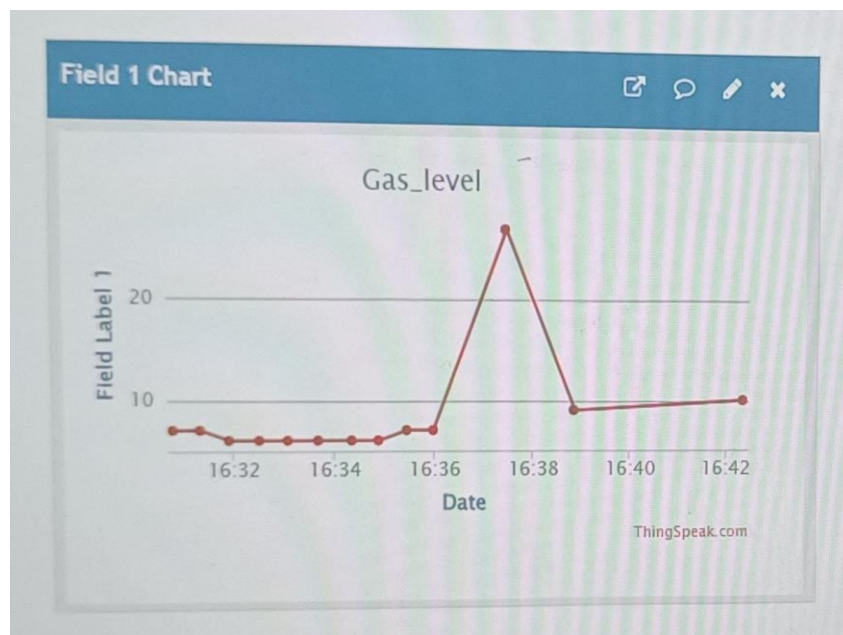 Field 1 Chart
Gas_level
Field Label 1
20
10
16:32 16:34 16:36 16:38 16:40 16:42
Date
ThingSpeak.com